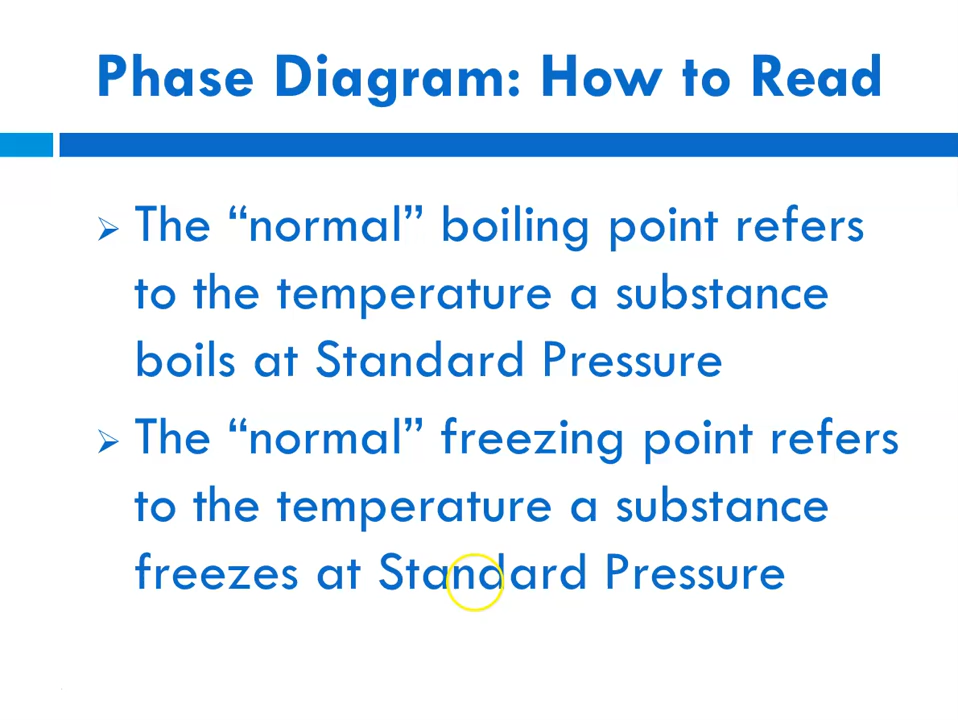 Phase Diagram: How to Read
The “normal” boiling point refers
to the temperature a substance
boils at Standard Pressure
The “normal” freezing point refers
to the temperature a substance
freezes at Standard Pressure